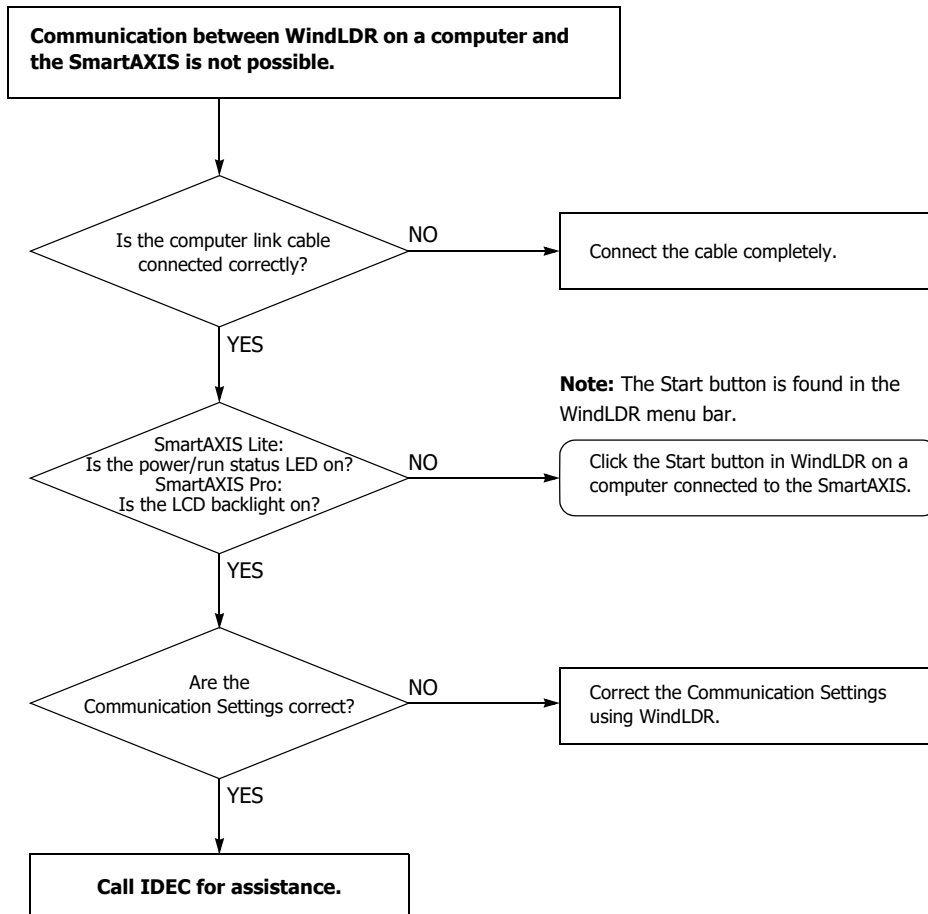 Communication between WindLDR on a computer and
the SmartAXIS is not possible.
Is the computer link cable
connected correctly?
NO
Connect the cable completely.
YES
Note: The Start button is found in the
WindLDR menu bar.
SmartAXIS Lite:
Is the power/run status LED on?
SmartAXIS Pro:
Is the LCD backlight on?
NO
Click the Start button in WindLDR on a
computer connected to the SmartAXIS.
YES
Are the
Communication Settings correct?
NO
Correct the Communication Settings
using WindLDR.
YES
Call IDEC for assistance.